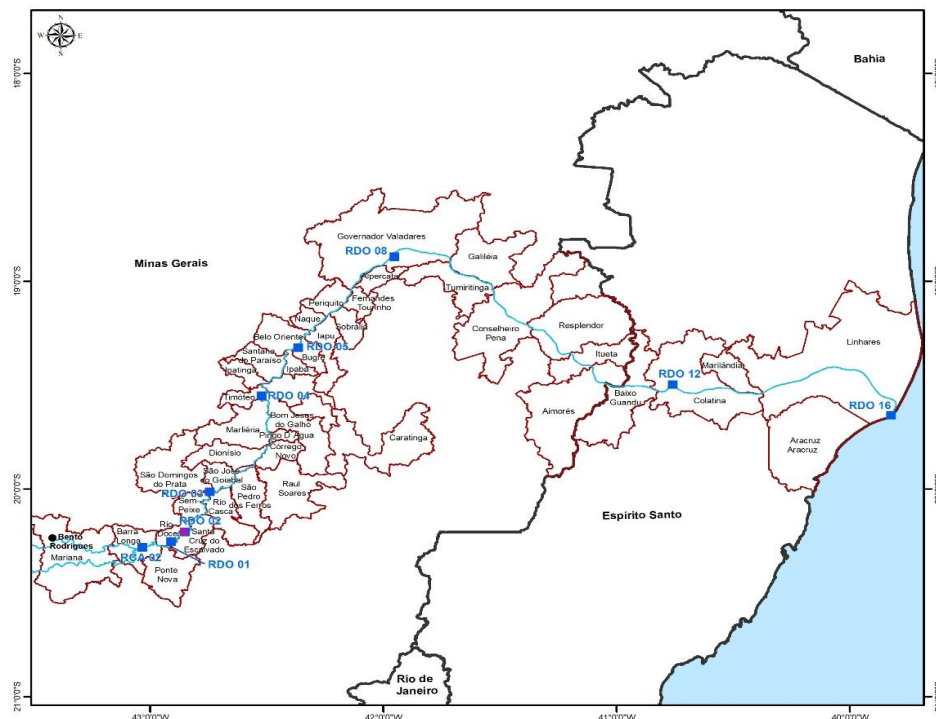 N
W E
S
Bahia
18°0'0"S
Minas Gerais
Governador Valadares
RDO 08
Galiléia
Alpercata
19°0'0"S
Tumiritinga
Fernandes
Tourinho
Periquito
Naque
Sobrália
Resplendor
Conselheiro
Pena
Belo Oriente
Iapu
Linhares
RDO 05
Santana
do Paraíso
Bugre
Itueta
Marilândia
Ipatinga
Ipaba
RDO 12
Baixo
Guandu
Colatina
Timóteo
RDO 04
RDO 16
Aimorés
Bom Jesus
do Galho
Marliéria
Pingo D'Água
Córrego
Novo
Caratinga
Aracruz
Aracruz
Dionísio
São José
do Goiabal
São Domingos
do Prata
Raul
Soares
20°0'0"S
RDO 03
São
Pedro
dos Ferros
Sem
Peixe
Rio
Casca
Espírito Santo
RDO 02
Rio
Doce
Santa
Cruz do
Escalvado
Barra
Longa
Bento
Rodrigues
Mariana
RCA 02
RDO 01
Ponte
Nova
Rio de
Janeiro
21°0'0"S
43°0'0"W
42°0'0"W
41°0'0"W
40°0'0"W